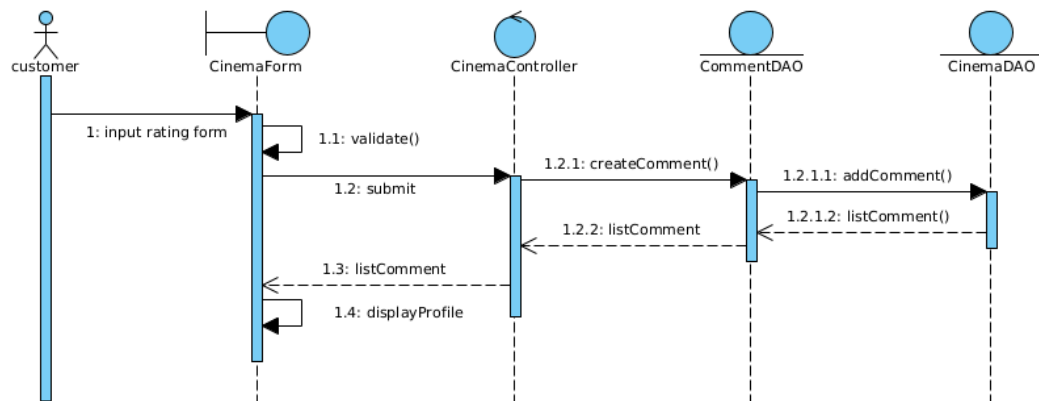 customer
CinemaForm
CinemaController
CommentDAO
CinemaDAO
1: input rating form
1.1: validate()
1.2: submit
1.2.1: createComment()
1.2.1.1: addComment()
1.2.1.2: listComment()
1.2.2: listComment
1.3: listComment
1.4: displayProfile